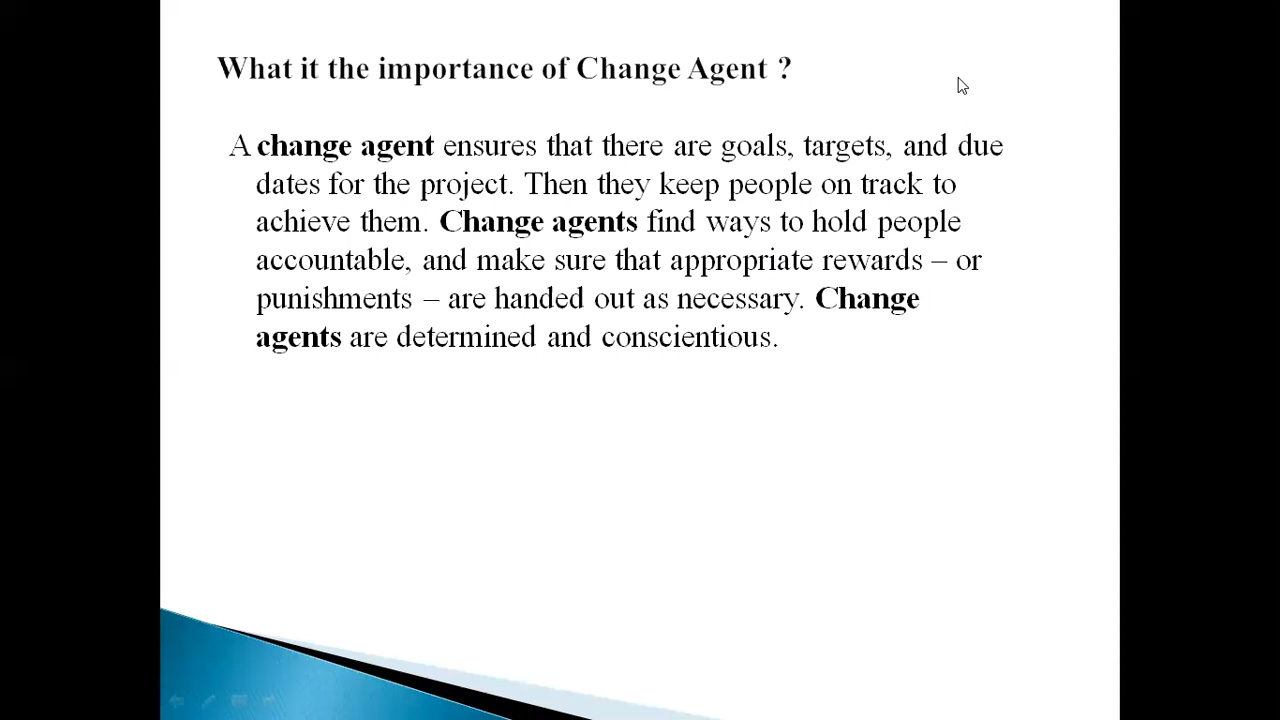 What it the importance of Change Agent ?
A change agent ensures that there are goals, targets, and due
dates for the project. Then they keep people on track to
achieve them. Change agents find ways to hold people
accountable, and make sure that appropriate rewards – or
punishments – are handed out as necessary. Change
agents are determined and conscientious.